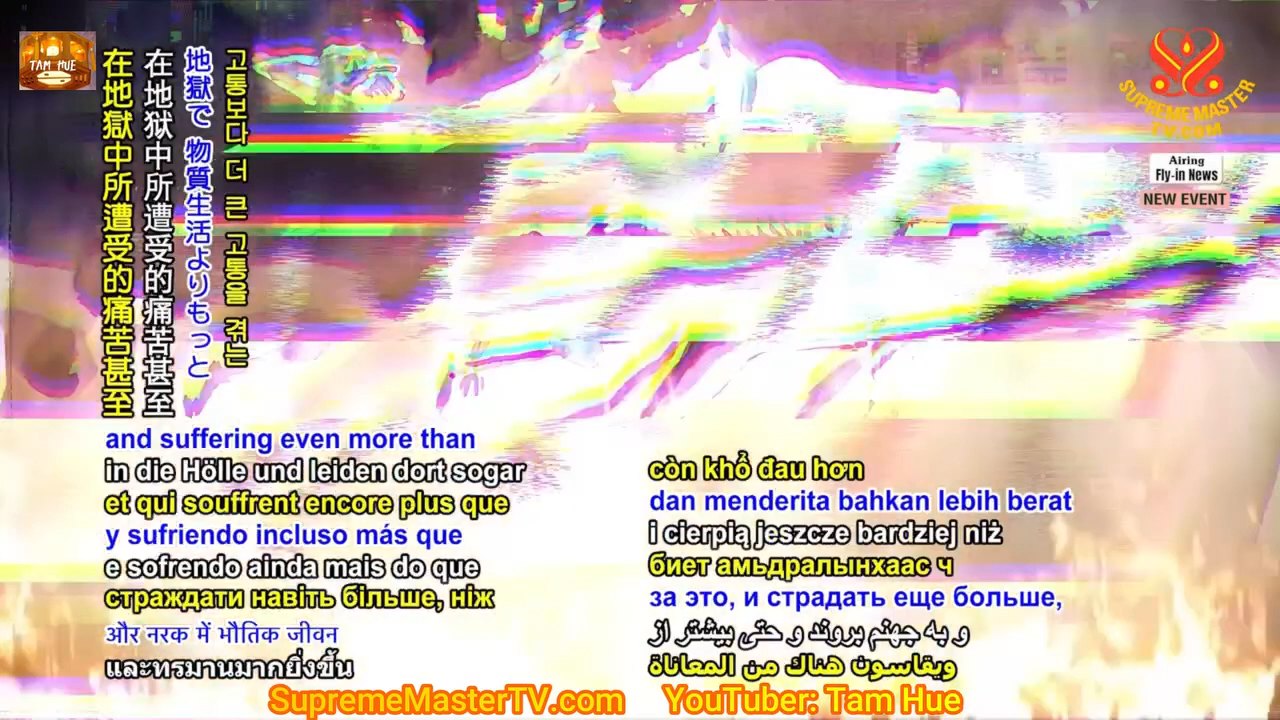 TAM HUE
SUPREME MASTER
TV.COM
Airing
Fly-in News
NEW EVENT
在地獄中所遭受的痛苦甚至
在地狱中所遭受的痛苦甚至
地獄で 物質生活よりもっと
고통보다 더 큰 고통을 겪는
and suffering even more than
in die Hölle und leiden dort sogar
et qui souffrent encore plus que
y sufriendo incluso más que
e sofrendo ainda mais do que
страждати навіть більше, ніж
और नरक में भौतिक जीवन
และทรมานมากยิ่งขึ้น
còn khổ đau hơn
dan menderita bahkan lebih berat
i cierpią jeszcze bardziej niż
биет амьдралынхаас ч
за это, и страдать еще больше,
و به جهنم بروند و حتی بیشتر از
ويقاسون هناك من المعاناة
SupremeMasterTV.com YouTuber: Tam Hue